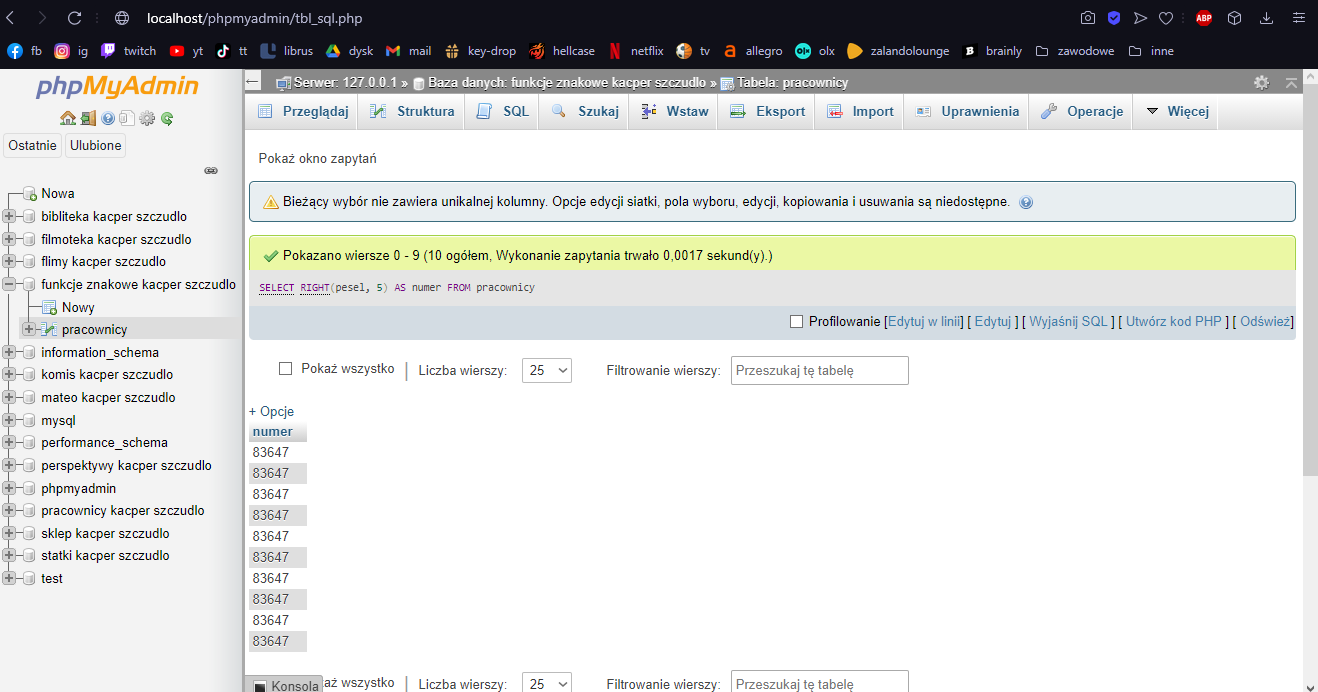 localhost/phpmyadmin/tbl_sql.php
ABP
fb ig twitch yt tt librus dysk mail key-drop hellcase netflix tv allegro olx zalandolounge brainly zawodowe inne
phpMyAdmin
Ostatnie Ulubione
Nowa
bibliteka kacper szczudlo
filmoteka kacper szczudlo
flimy kacper szczudlo
funkcje znakowe kacper szczudlo
Nowy
pracownicy
information_schema
komis kacper szczudlo
mateo kacper szczudlo
mysql
performance_schema
perspektywy kacper szczudlo
phpmyadmin
pracownicy kacper szczudlo
sklep kacper szczudlo
statki kacper szczudlo
test
Serwer: 127.0.0.1 » Baza danych: funkcje znakowe kacper szczudlo » Tabela: pracownicy
Przeglądaj Struktura SQL Szukaj Wstaw Eksport Import Uprawnienia Operacje Więcej
Pokaż okno zapytań
Bieżący wybór nie zawiera unikalnej kolumny. Opcje edycji siatki, pola wyboru, edycji, kopiowania i usuwania są niedostępne.
Pokazano wiersze 0 - 9 (10 ogółem, Wykonanie zapytania trwało 0,0017 sekund(y).)
SELECT RIGHT(pesel, 5) AS numer FROM pracownicy
Profilowanie [Edytuj w linii] [ Edytuj ] [ Wyjaśnij SQL ] [ Utwórz kod PHP ] [ Odśwież]
Pokaż wszystko | Liczba wierszy: 25 Filtrowanie wierszy: Przeszukaj tę tabelę
+ Opcje
numer
83647
83647
83647
83647
83647
83647
83647
83647
83647
83647
Konsola aż wszystko | Liczba wierszy: 25 Filtrowanie wierszy: Przeszukaj tę tabelę